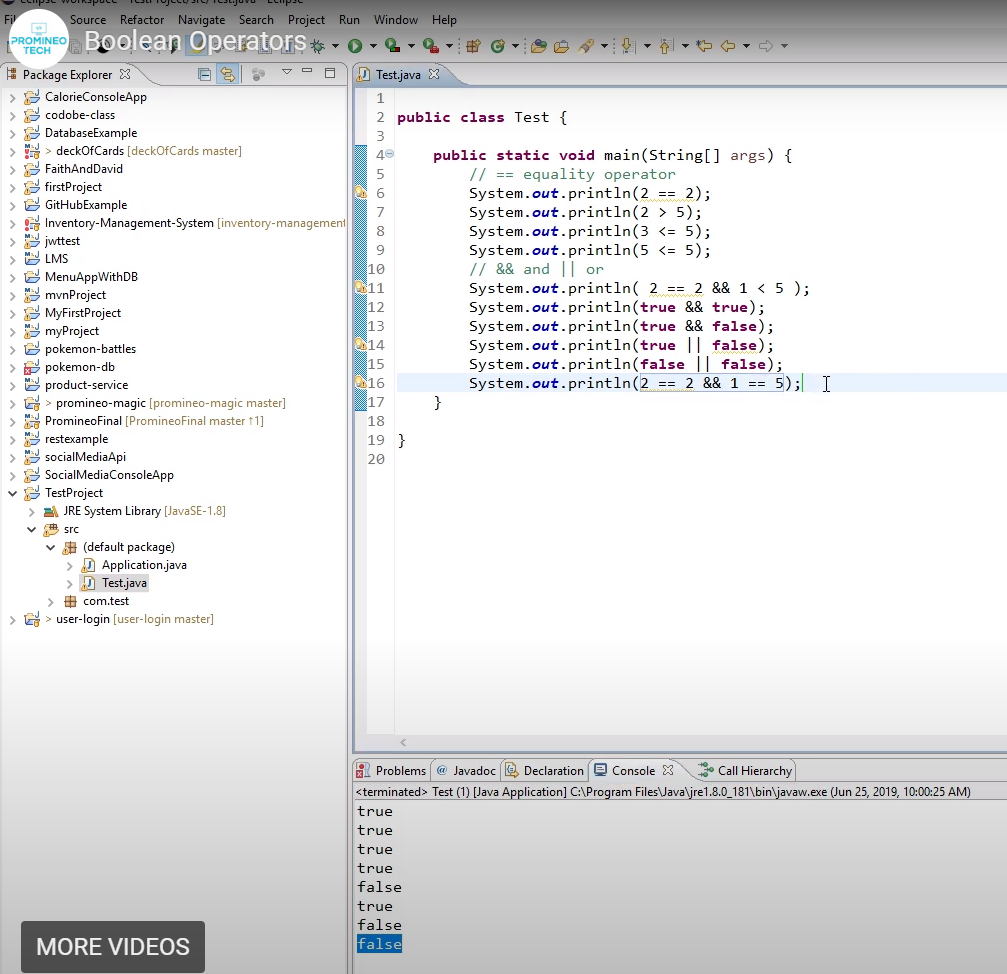 eclipse-workspace - TestProject/src/Test.java - Eclipse
Source Refactor Navigate Search Project Run Window Help
PROMINEO
TECH
Boolean Operators
Package Explorer
CalorieConsoleApp
codobe-class
DatabaseExample
> deckOfCards [deckOfCards master]
FaithAndDavid
firstProject
GitHubExample
Inventory-Management-System [inventory-management
jwttest
LMS
MenuAppWithDB
mvnProject
MyFirstProject
myProject
pokemon-battles
pokemon-db
product-service
> promineo-magic [promineo-magic master]
PromineoFinal [PromineoFinal master ↑1]
restexample
socialMediaApi
SocialMediaConsoleApp
TestProject
JRE System Library [JavaSE-1.8]
src
(default package)
Application.java
Test.java
com.test
> user-login [user-login master]
MORE VIDEOS
Test.java
1
2 public class Test {
3
4 public static void main(String[] args) {
5 // == equality operator
6 System.out.println(2 == 2);
7 System.out.println(2 > 5);
8 System.out.println(3 <= 5);
9 System.out.println(5 <= 5);
10 // && and || or
11 System.out.println( 2 == 2 && 1 < 5 );
12 System.out.println(true && true);
13 System.out.println(true && false);
14 System.out.println(true || false);
15 System.out.println(false || false);
16 System.out.println(2 == 2 && 1 == 5);
17 }
18
19 }
20
Problems @ Javadoc Declaration Console Call Hierarchy
<terminated> Test (1) [Java Application] C:\Program Files\Java\jre1.8.0_181\bin\javaw.exe (Jun 25, 2019, 10:00:25 AM)
true
true
true
true
false
true
false
false